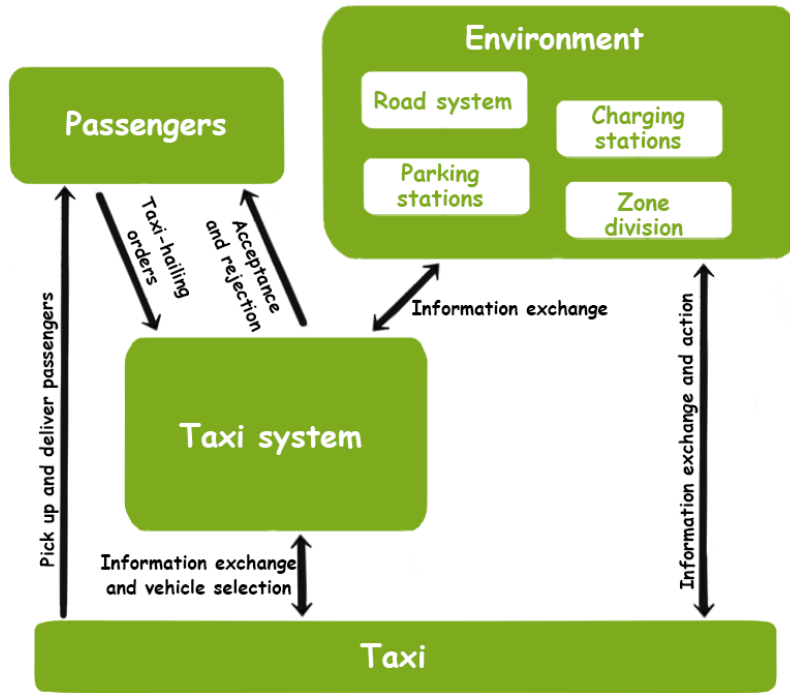 Environment
Road system
Charging
stations
Parking
stations
Zone
division
Passengers
Taxi-hailing
orders
Acceptance
and rejection
Information exchange
Pick up and deliver passengers
Taxi system
Information exchange and action
Information exchange
and vehicle selection
Taxi